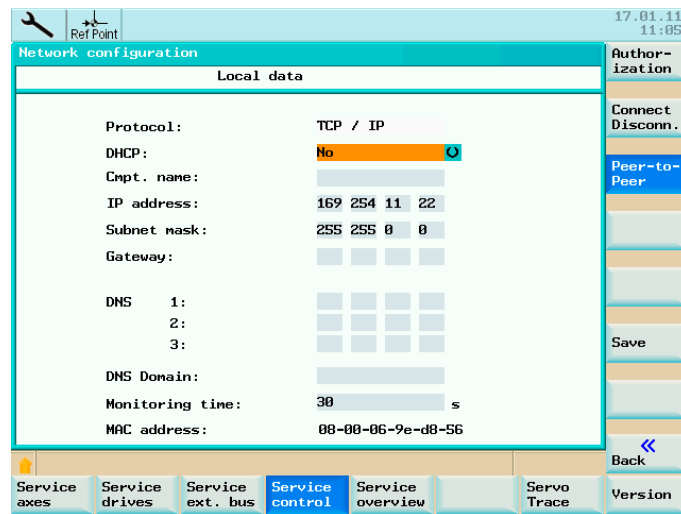 17.01.11
11:05
Ref Point
Network configuration
Local data
Protocol: TCP / IP
DHCP: No
Cmpt. name:
IP address: 169 254 11 22
Subnet mask: 255 255 0 0
Gateway:
DNS 1:
2:
3:
DNS Domain:
Monitoring time: 30 s
MAC address: 08-00-06-9e-d8-56
Author-
ization
Connect
Disconn.
Peer-to-
Peer
Save
Back
Service
axes
Service
drives
Service
ext. bus
Service
control
Service
overview
Servo
Trace
Version